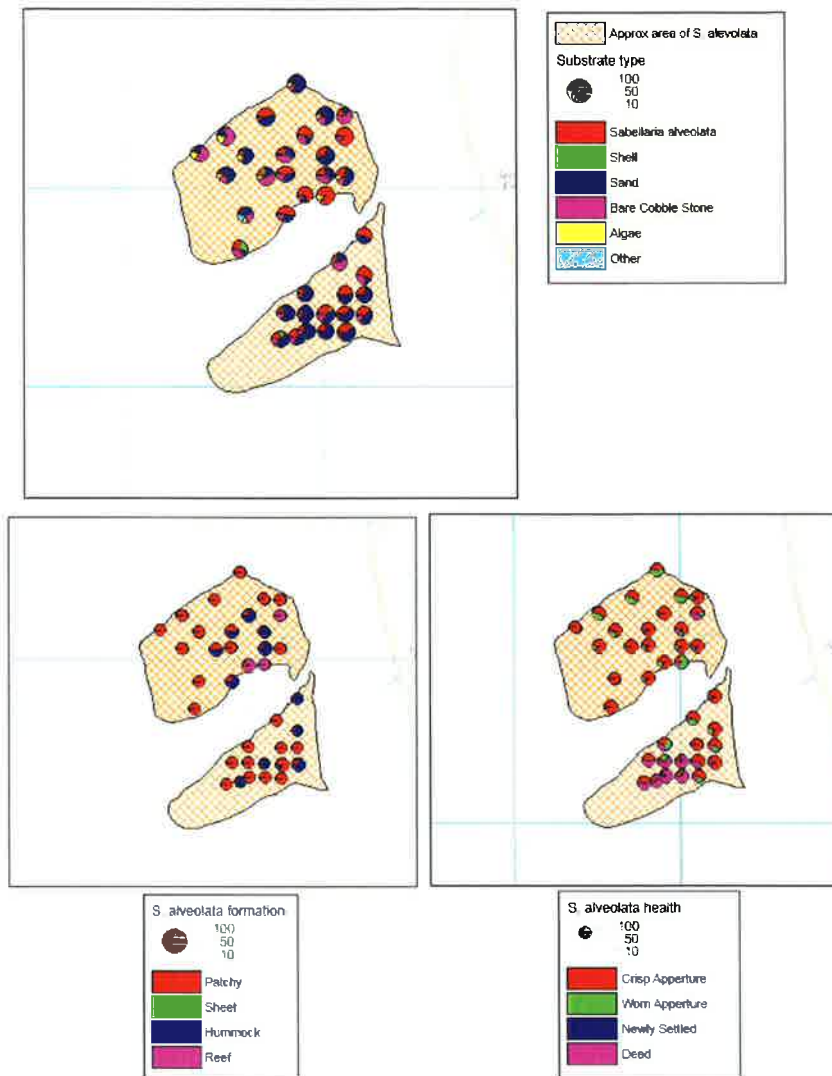 Approx area of S. alevolata
Substrate type
100
50
10
Sabellaria alveolata
Shell
Sand
Bare Cobble Stone
Algae
Other
S. alveolata formation
100
50
10
Patchy
Sheet
Hummock
Reef
S. alveolata health
100
50
10
Crisp Apperture
Worn Apperture
Newly Settled
Dead